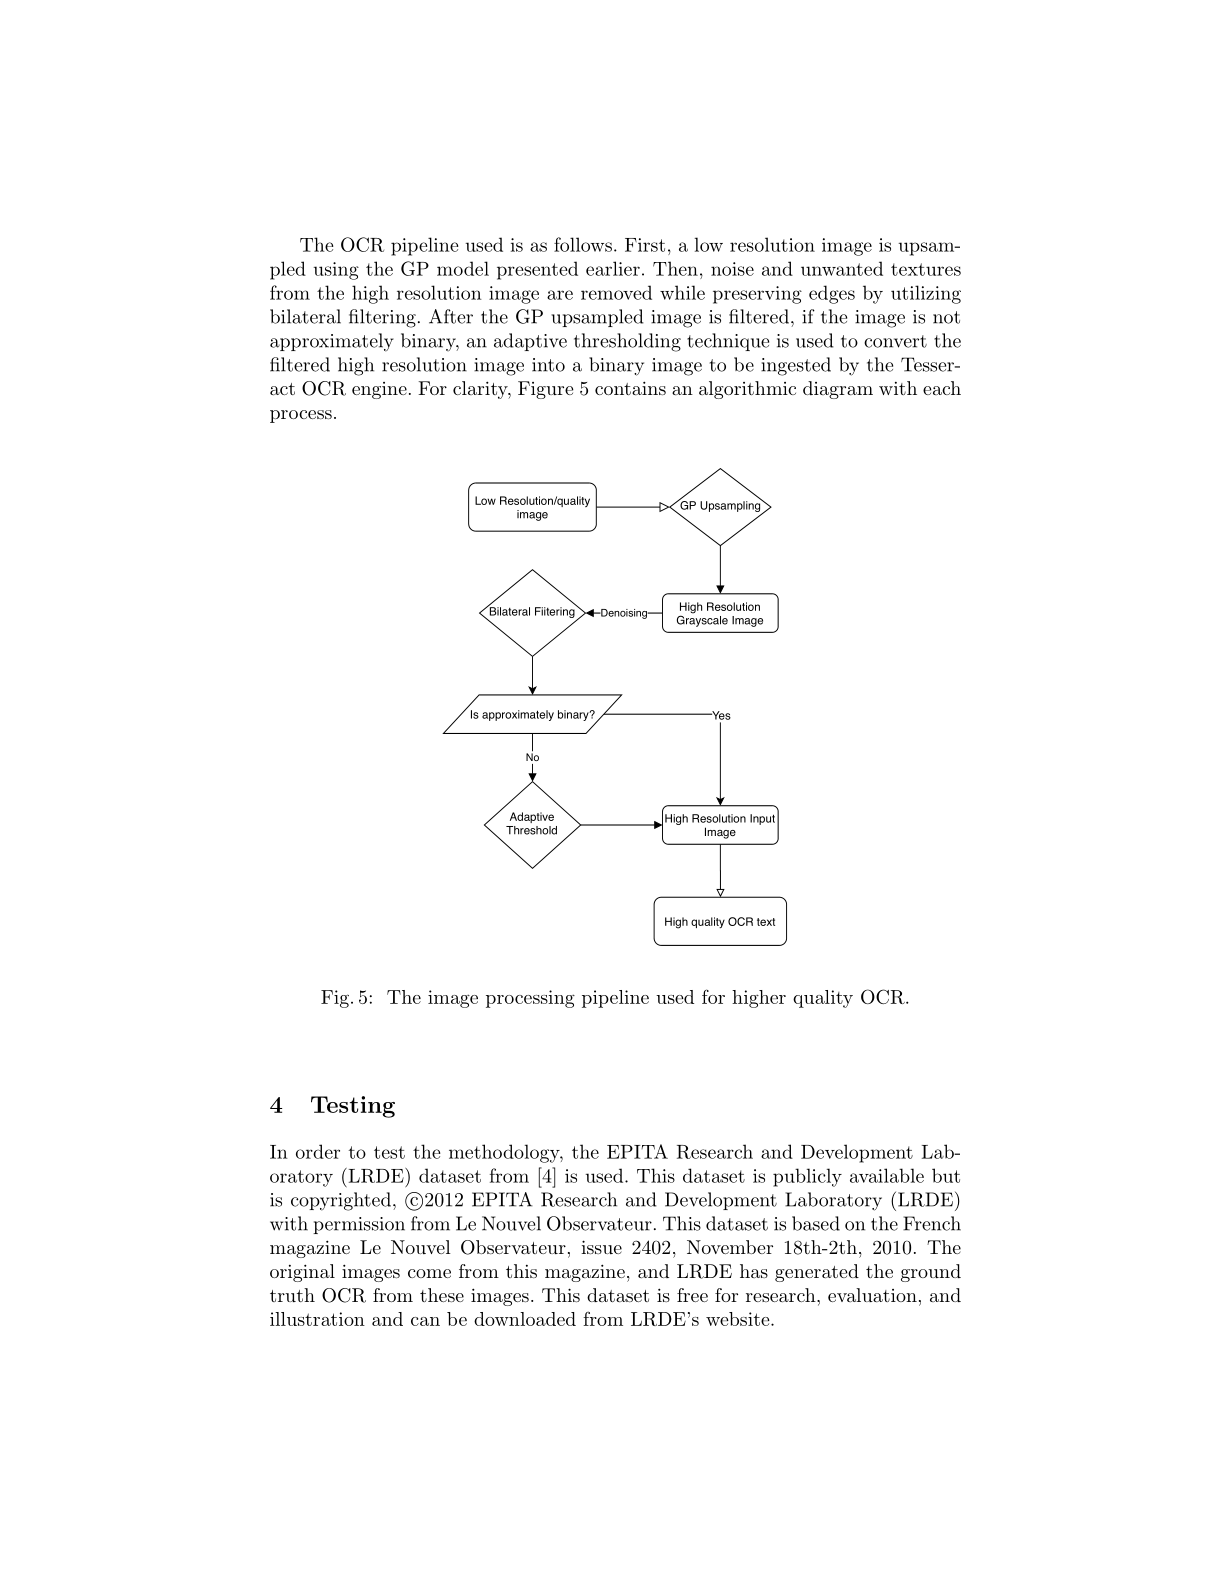 The OCR pipeline used is as follows. First, a low resolution image is upsam-
pled using the GP model presented earlier. Then, noise and unwanted textures
from the high resolution image are removed while preserving edges by utilizing
bilateral filtering. After the GP upsampled image is filtered, if the image is not
approximately binary, an adaptive thresholding technique is used to convert the
filtered high resolution image into a binary image to be ingested by the Tesser-
act OCR engine. For clarity, Figure 5 contains an algorithmic diagram with each
process.
Low Resolution/quality
image
GP Upsampling
High Resolution
Grayscale Image
Denoising
Bilateral Fiitering
Is approximately binary?
Yes
No
Adaptive
Threshold
High Resolution Input
Image
High quality OCR text
Fig. 5: The image processing pipeline used for higher quality OCR.
4 Testing
In order to test the methodology, the EPITA Research and Development Lab-
oratory (LRDE) dataset from [4] is used. This dataset is publicly available but
is copyrighted, ©2012 EPITA Research and Development Laboratory (LRDE)
with permission from Le Nouvel Observateur. This dataset is based on the French
magazine Le Nouvel Observateur, issue 2402, November 18th-2th, 2010. The
original images come from this magazine, and LRDE has generated the ground
truth OCR from these images. This dataset is free for research, evaluation, and
illustration and can be downloaded from LRDE's website.